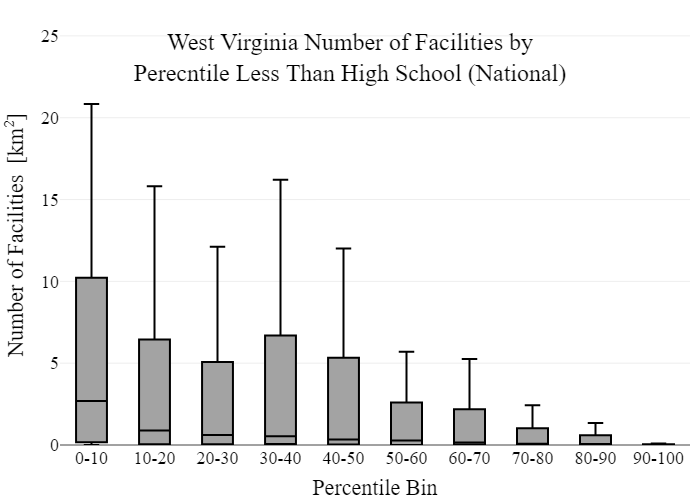 West Virginia Number of Facilities by
Perecntile Less Than High School (National)
Number of Facilities [km²]
25
20
15
10
5
0
0-10 10-20 20-30 30-40 40-50 50-60 60-70 70-80 80-90 90-100
Percentile Bin